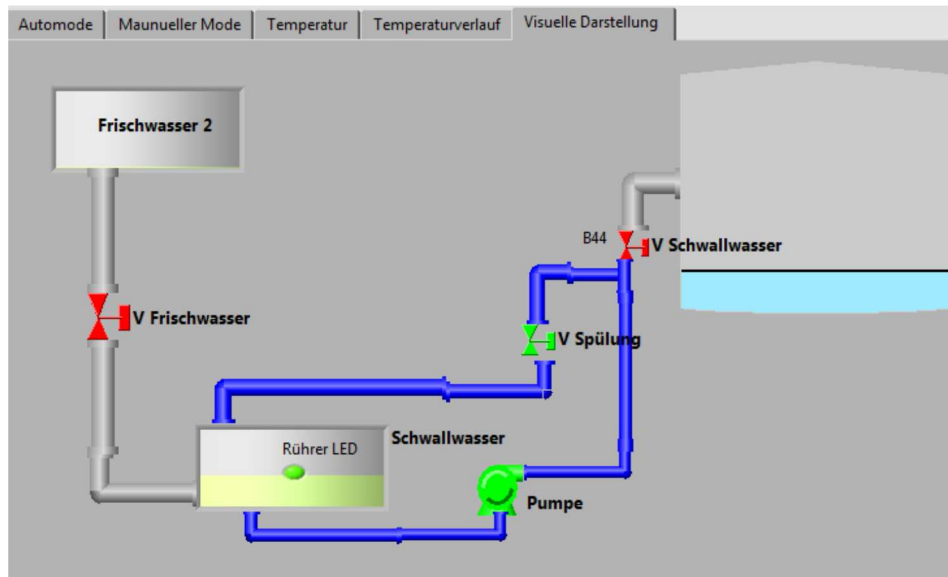 Automode
Maunueller Mode
Temperatur
Temperaturverlauf
Visuelle Darstellung
Frischwasser 2
B44
V Schwallwasser
V Frischwasser
V Spülung
Schwallwasser
Rührer LED
Pumpe